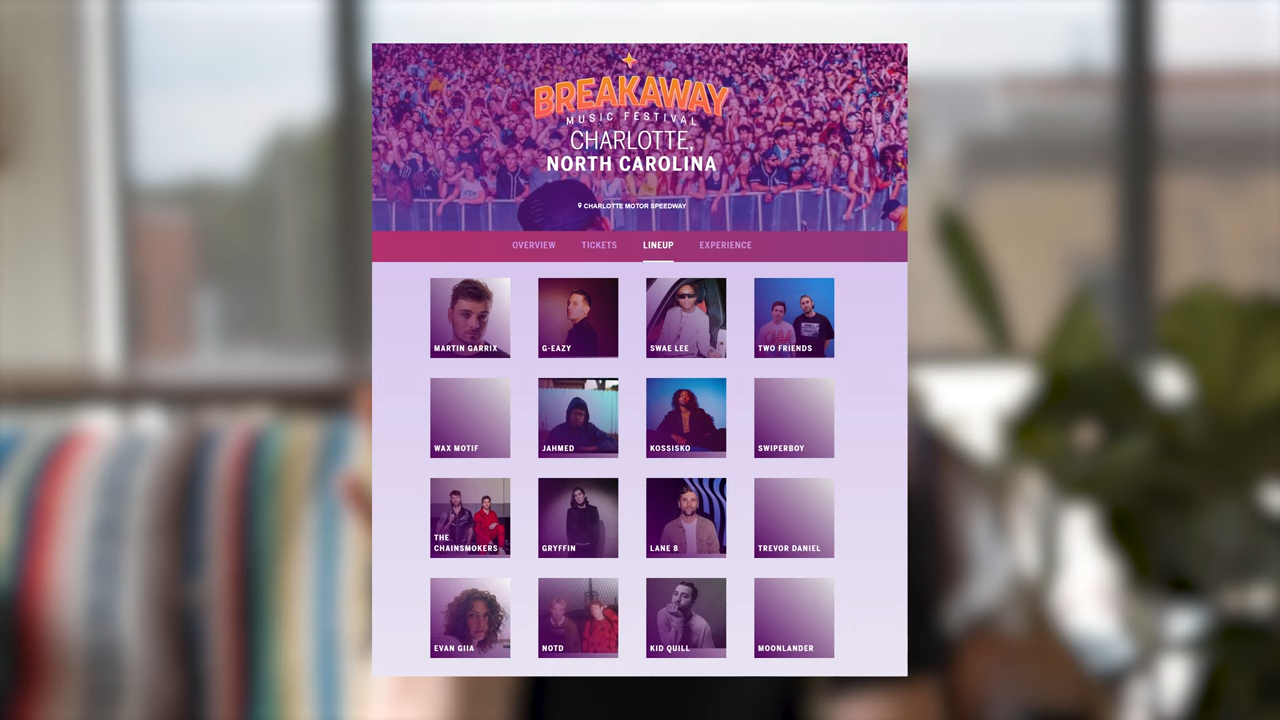 BREAKAWAY
MUSIC FESTIVAL
CHARLOTTE,
NORTH CAROLINA
CHARLOTTE MOTOR SPEEDWAY
OVERVIEW TICKETS LINEUP EXPERIENCE
MARTIN GARRIX G-EAZY SWAE LEE TWO FRIENDS
WAX MOTIF JAHMED KOSSISKO SWIPERBOY
THE
CHAINSMOKERS GRYFFIN LANE 8 TREVOR DANIEL
EVAN GIIA NOTD KID QUILL MOONLANDER